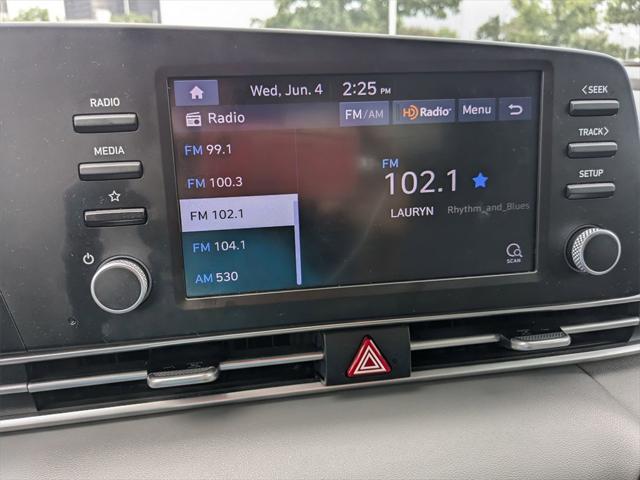 Wed, Jun. 4 2:25 PM
RADIO
MEDIA
Radio
FM/AM HD Radio Menu
FM 99.1
FM 100.3
FM 102.1
FM 104.1
AM 530
FM
102.1
LAURYN Rhythm_and_Blues
SCAN
<SEEK
TRACK>
SETUP